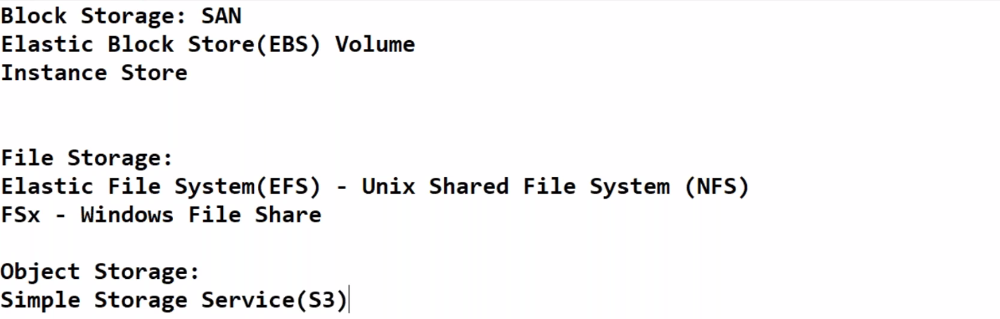 Block Storage: SAN
Elastic Block Store(EBS) Volume
Instance Store
File Storage:
Elastic File System(EFS) - Unix Shared File System (NFS)
FSx - Windows File Share
Object Storage:
Simple Storage Service(S3)